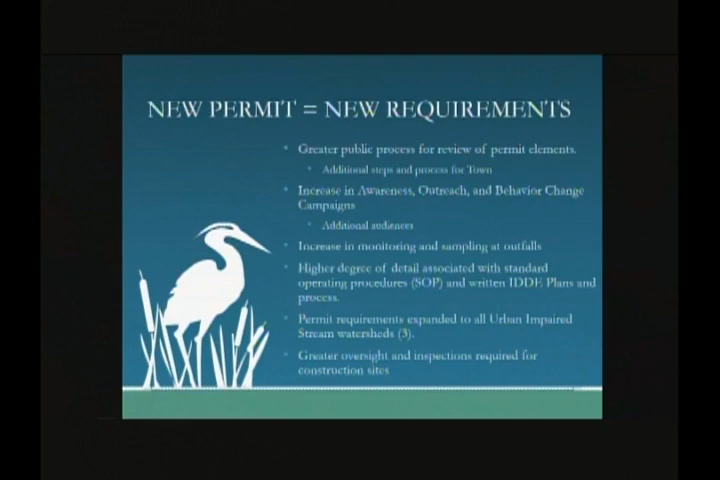 NEW PERMIT = NEW REQUIREMENTS
Greater public process for review of permit elements.
Additional steps and process for Town
Increase in Awareness, Outreach, and Behavior Change
Campaigns
Additional audiences
Increase in monitoring and sampling at outfalls
Higher degree of detail associated with standard
operating procedures (SOP) and written IDDE Plans and
process.
Permit requirements expanded to all Urban Impaired
Stream watersheds (3).
Greater oversight and inspections required for
construction sites